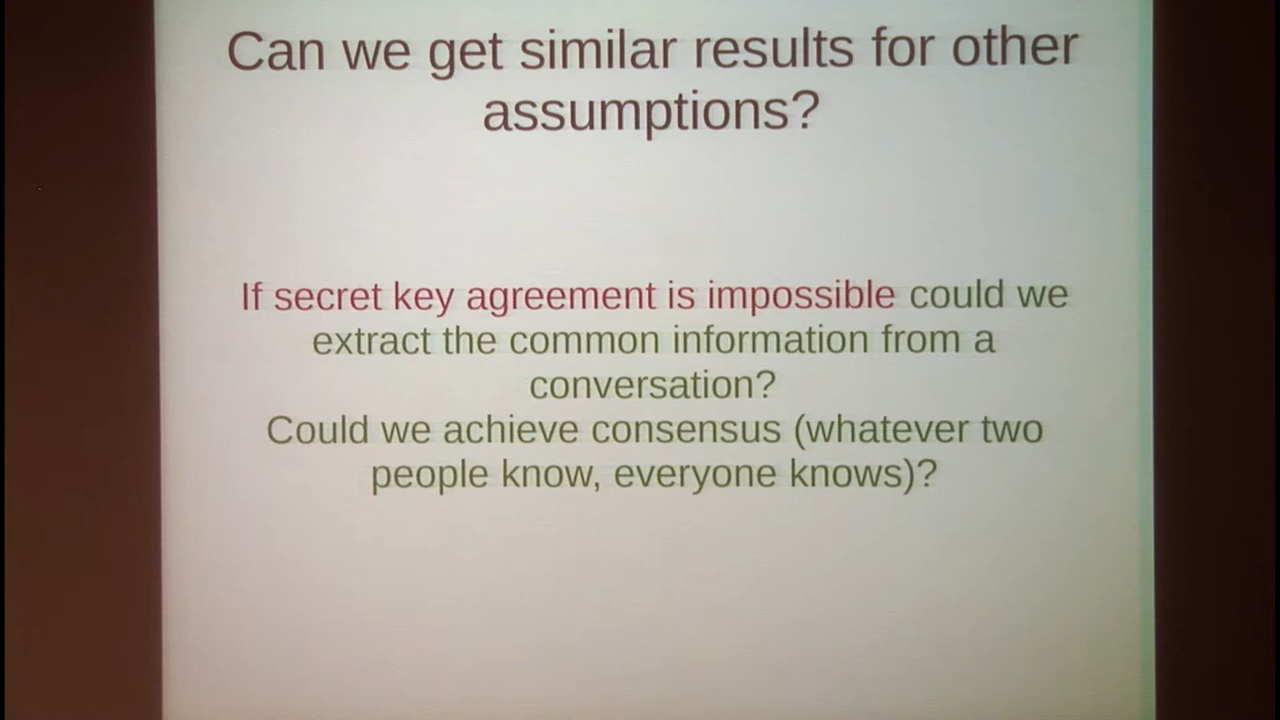 Can we get similar results for other
assumptions?
If secret key agreement is impossible could we
extract the common information from a
conversation?
Could we achieve consensus (whatever two
people know, everyone knows)?